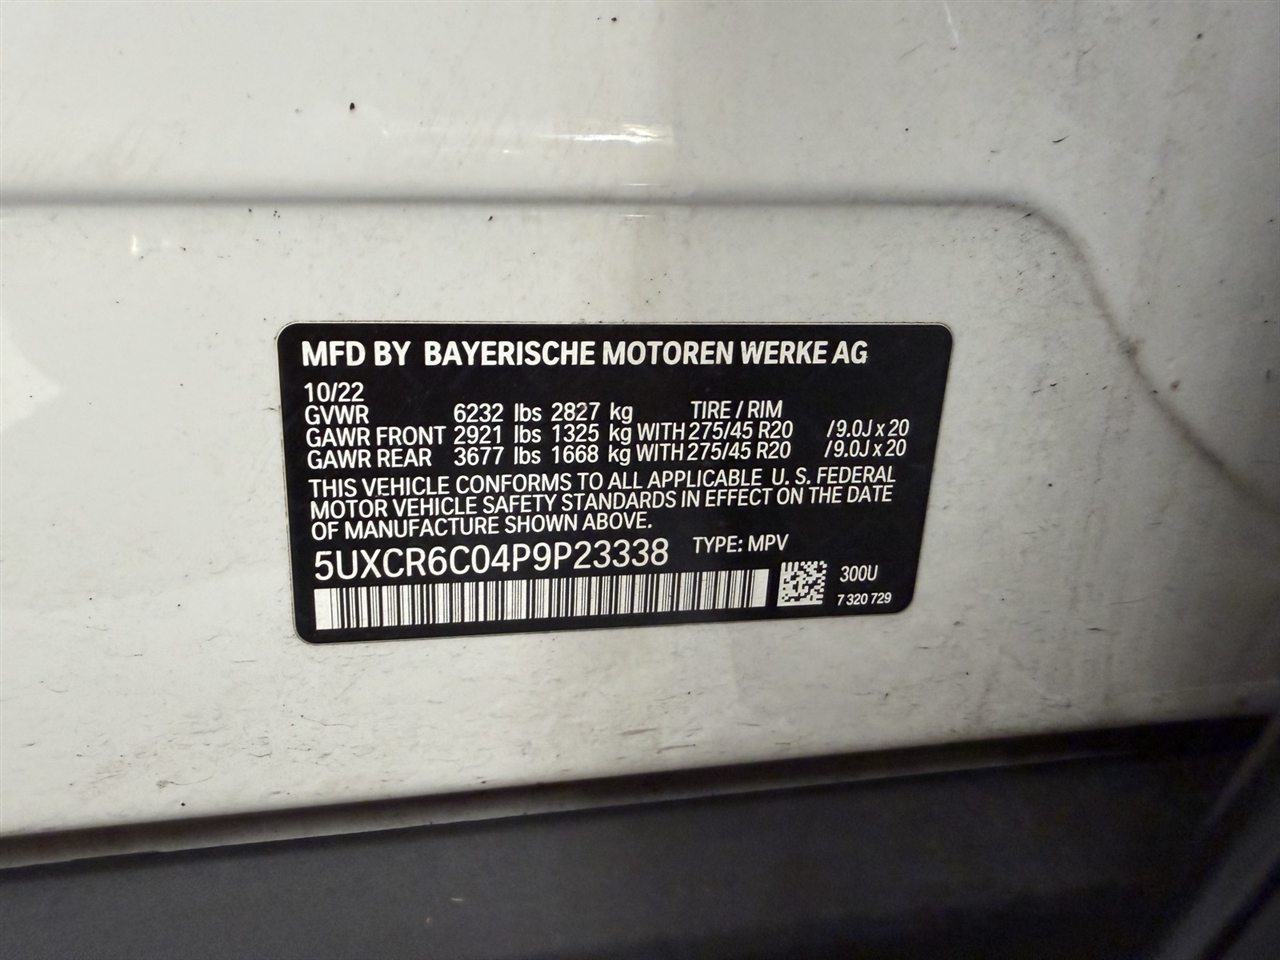 MFD BY BAYERISCHE MOTOREN WERKE AG
10/22
GVWR 6232 lbs 2827 kg TIRE / RIM
GAWR FRONT 2921 lbs 1325 kg WITH 275/45 R20 / 9.0J x 20
GAWR REAR 3677 lbs 1668 kg WITH 275/45 R20 / 9.0J x 20
THIS VEHICLE CONFORMS TO ALL APPLICABLE U. S. FEDERAL
MOTOR VEHICLE SAFETY STANDARDS IN EFFECT ON THE DATE
OF MANUFACTURE SHOWN ABOVE.
5UXCR6C04P9P23338 TYPE: MPV
300U
7 320 729